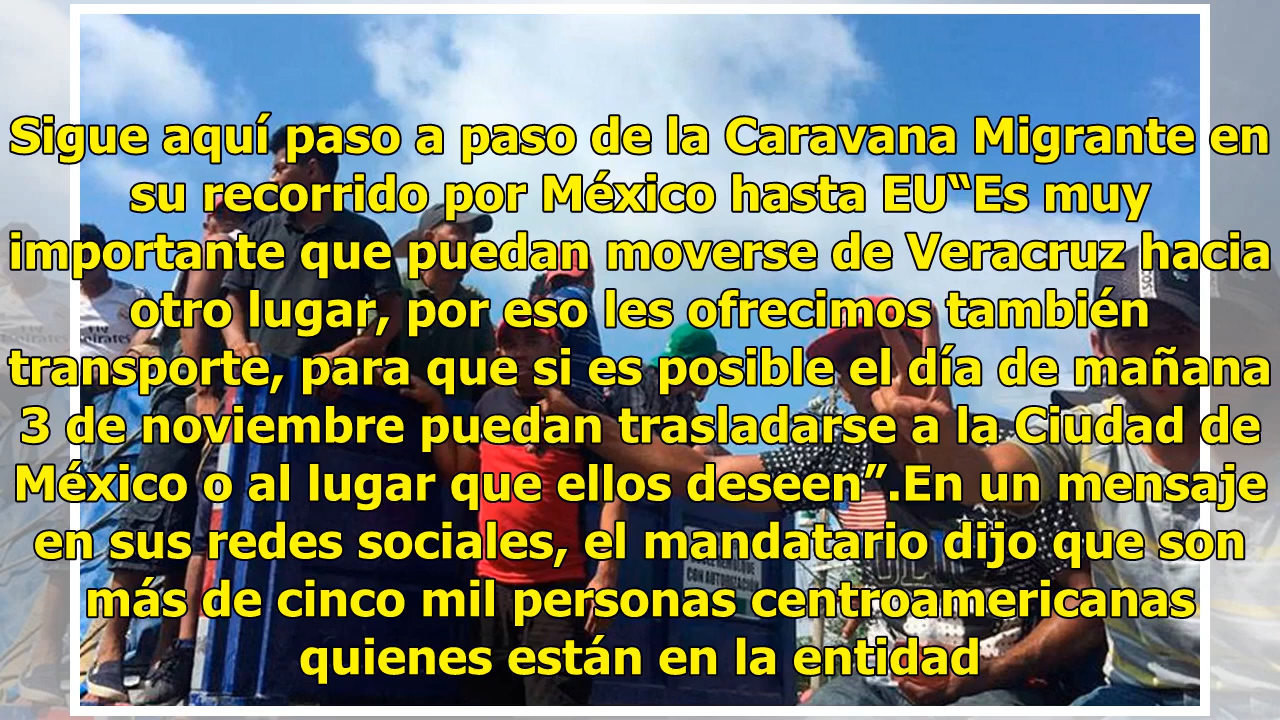 Sigue aquí paso a paso de la Caravana Migrante en
su recorrido por México hasta EU“Es muy
importante que puedan moverse de Veracruz hacia
otro lugar, por eso les ofrecimos también
transporte, para que si es posible el día de mañana
3 de noviembre puedan trasladarse a la Ciudad de
México o al lugar que ellos deseen”.En un mensaje
en sus redes sociales, el mandatario dijo que son
más de cinco mil personas centroamericanas
quienes están en la entidad
CON AUTORIZACIÓN